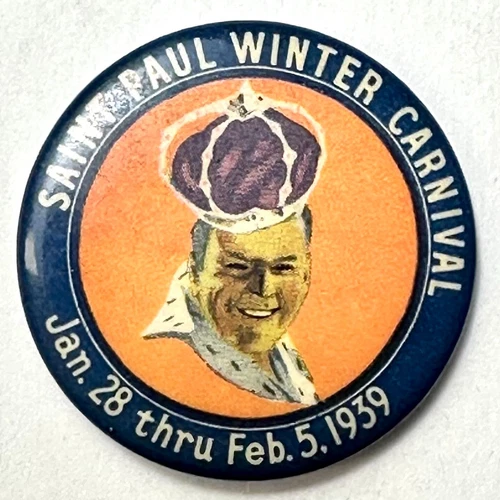 SAINT PAUL WINTER CARNIVAL
Jan. 28 thru Feb. 5, 1939